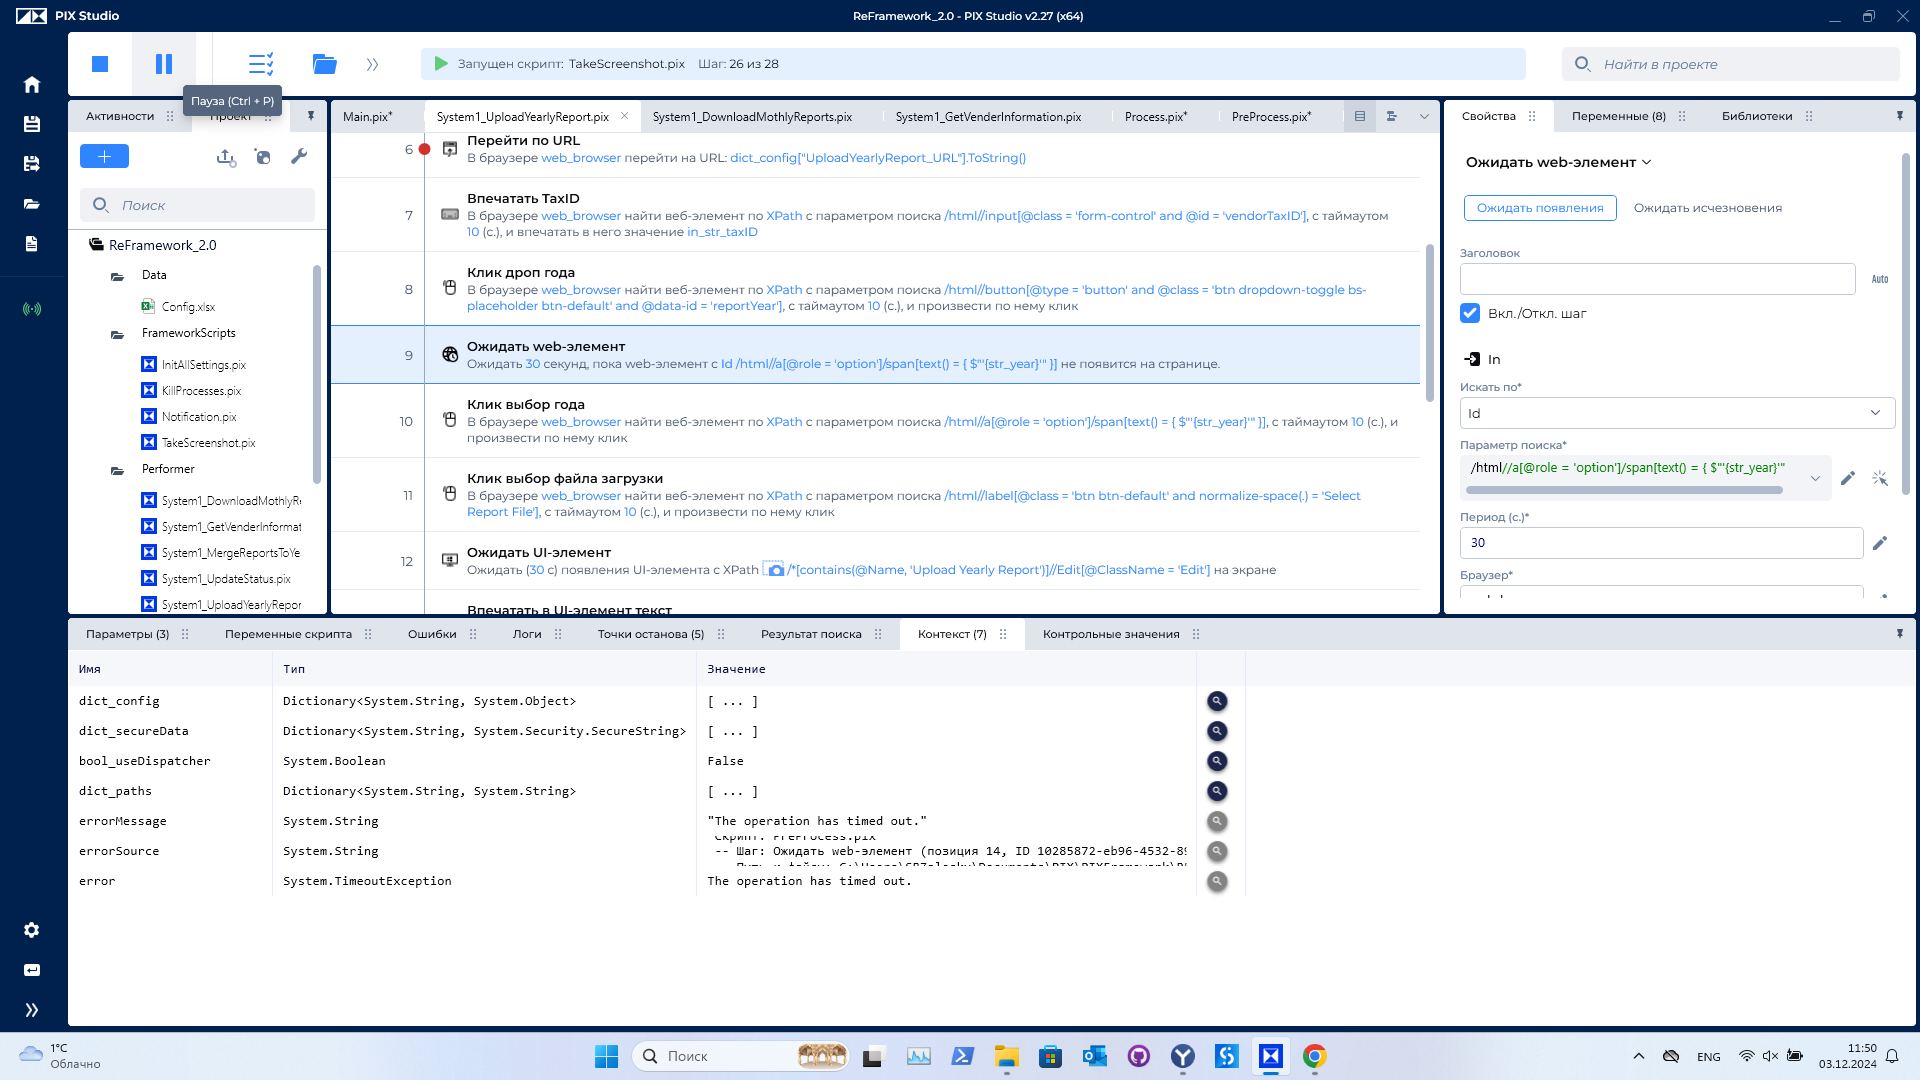 PIX Studio
ReFramework_2.0 - PIX Studio v2.27 (x64)
Запущен скрипт: TakeScreenshot.pix Шаг: 26 из 28
Найти в проекте
Пауза (Ctrl + P)
Активности
Проект
Main.pix*
System1_UploadYearlyReport.pix
System1_DownloadMothlyReports.pix
System1_GetVenderInformation.pix
Process.pix*
PreProcess.pix*
Свойства
Переменные (8)
Библиотеки
Поиск
ReFramework_2.0
Data
Config.xlsx
FrameworkScripts
InitAllSettings.pix
KillProcesses.pix
Notification.pix
TakeScreenshot.pix
Performer
System1_DownloadMothlyR
System1_GetVenderInformat
System1_MergeReportsToYe
System1_UpdateStatus.pix
System1_UploadYearlyRepor
6
Перейти по URL
В браузере web_browser перейти на URL: dict_config["UploadYearlyReport_URL"].ToString()
7
Впечатать TaxID
В браузере web_browser найти веб-элемент по XPath с параметром поиска /html//input[@class = 'form-control' and @id = 'vendorTaxID'], с таймаутом
10 (с.), и впечатать в него значение in_str_taxID
8
Клик дроп года
В браузере web_browser найти веб-элемент по XPath с параметром поиска /html//button[@type = 'button' and @class = 'btn dropdown-toggle bs-
placeholder btn-default' and @data-id = 'reportYear'], с таймаутом 10 (с.), и произвести по нему клик
9
Ожидать web-элемент
Ожидать 30 секунд, пока web-элемент с Id /html//a[@role = 'option']/span[text() = { $"'{str_year}'" }] не появится на странице.
10
Клик выбор года
В браузере web_browser найти веб-элемент по XPath с параметром поиска /html//a[@role = 'option']/span[text() = { $"'{str_year}'" }], с таймаутом 10 (с.), и
произвести по нему клик
11
Клик выбор файла загрузки
В браузере web_browser найти веб-элемент по XPath с параметром поиска /html//label[@class = 'btn btn-default' and normalize-space(.) = 'Select
Report File'], с таймаутом 10 (с.), и произвести по нему клик
12
Ожидать UI-элемент
Ожидать (30 с) появления UI-элемента с XPath /*[contains(@Name, 'Upload Yearly Report')]//Edit[@ClassName = 'Edit'] на экране
Впечатать в UI-элемент текст
Ожидать web-элемент
Ожидать появления
Ожидать исчезновения
Заголовок
Auto
Вкл./Откл. шаг
In
Искать по*
Id
Параметр поиска*
/html//a[@role = 'option']/span[text() = { $"'{str_year}'"
Период (с.)*
30
Браузер*
Параметры (3)
Переменные скрипта
Ошибки
Логи
Точки останова (5)
Результат поиска
Контекст (7)
Контрольные значения
Имя Тип Значение
dict_config Dictionary<System.String, System.Object> [ ... ]
dict_secureData Dictionary<System.String, System.Security.SecureString> [ ... ]
bool_useDispatcher System.Boolean False
dict_paths Dictionary<System.String, System.String> [ ... ]
errorMessage System.String "The operation has timed out."
Скрипт: PreProcess.pix
errorSource System.String -- Шаг: Ожидать web-элемент (позиция 14, ID 10285872-eb96-4532-89
error System.TimeoutException The operation has timed out.
1°C
Облачно
Поиск
ENG
11:50
03.12.2024